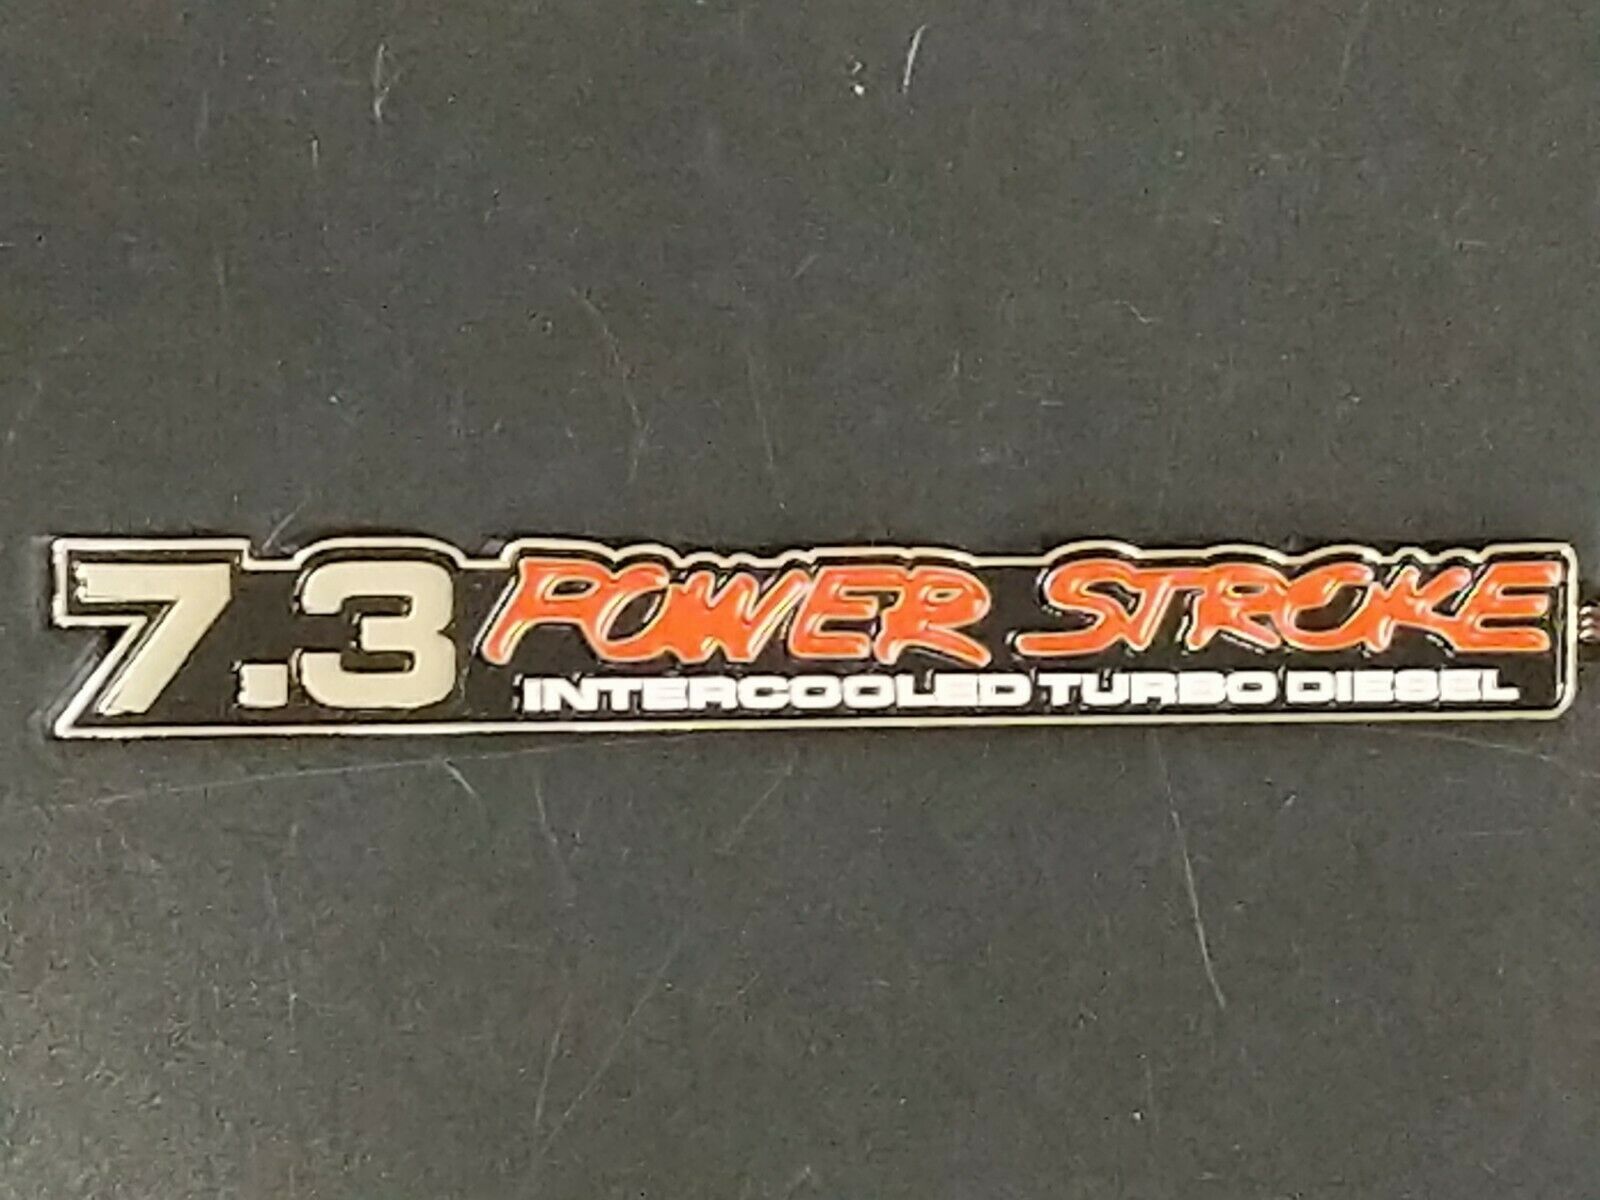 7.3 POWER STROKE
INTERCOOLED TURBO DIESEL